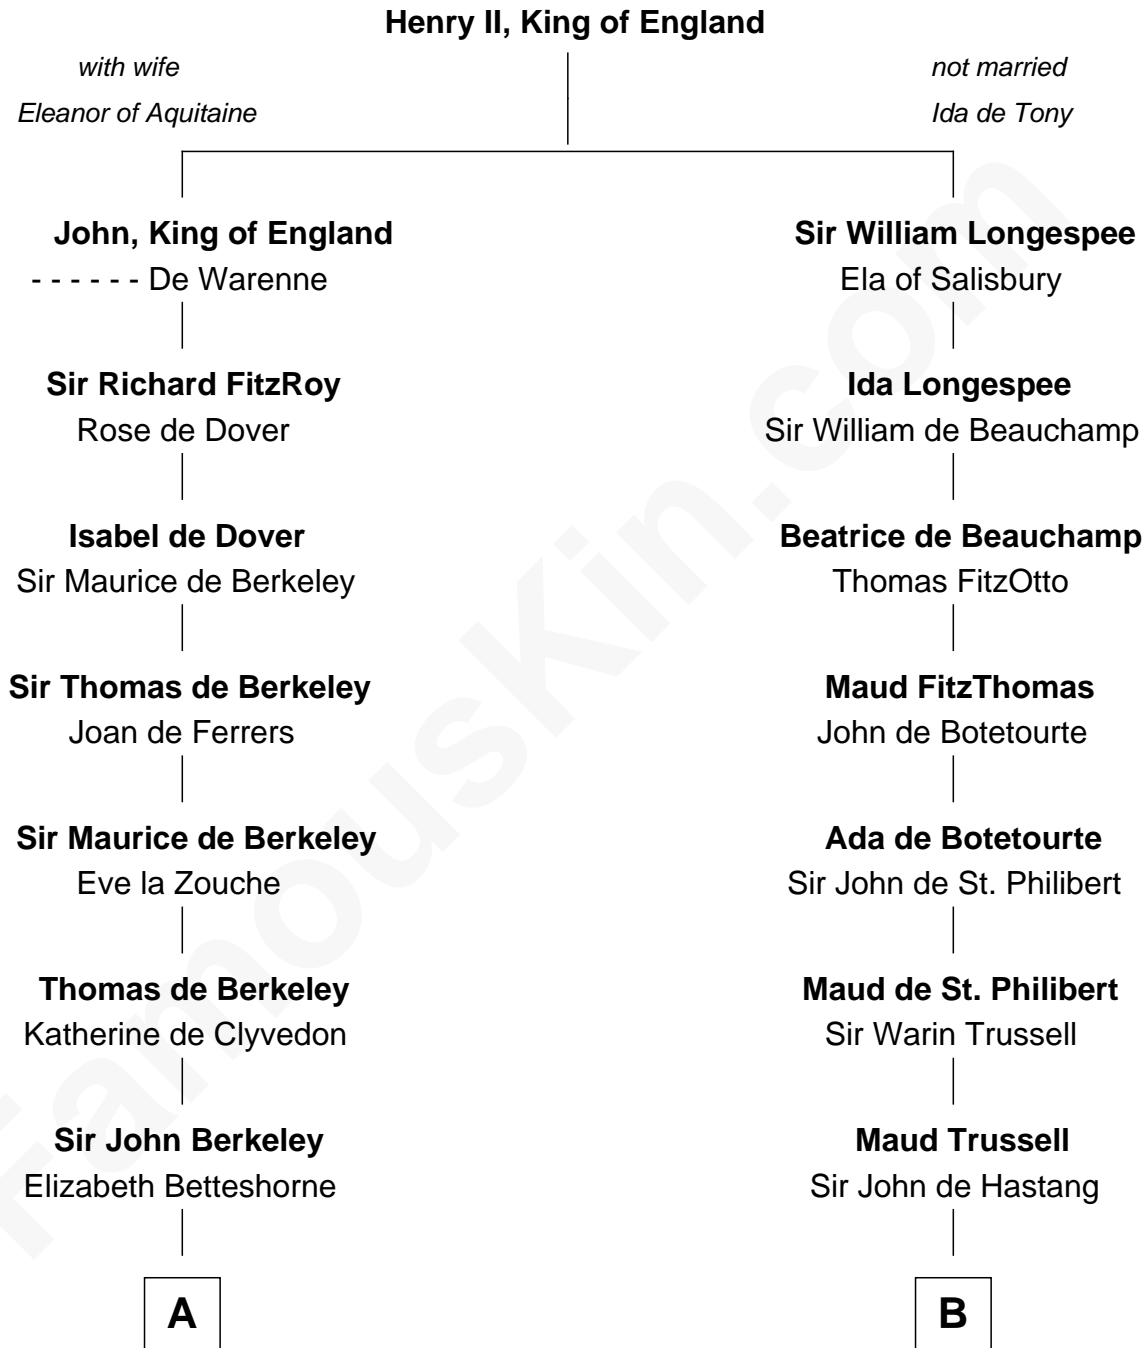 Henry II, King of England
with wife
Eleanor of Aquitaine
not married
Ida de Tony
John, King of England
- - - - - - De Warenne
Sir William Longespee
Ela of Salisbury
Sir Richard FitzRoy
Rose de Dover
Ida Longespee
Sir William de Beauchamp
Isabel de Dover
Sir Maurice de Berkeley
Beatrice de Beauchamp
Thomas FitzOtto
Sir Thomas de Berkeley
Joan de Ferrers
Maud FitzThomas
John de Botetourte
Sir Maurice de Berkeley
Eve la Zouche
Ada de Botetourte
Sir John de St. Philibert
Thomas de Berkeley
Katherine de Clyvedon
Maud de St. Philibert
Sir Warin Trussell
Sir John Berkeley
Elizabeth Betteshorne
Maud Trussell
Sir John de Hastang
A
B
FamousKin.com